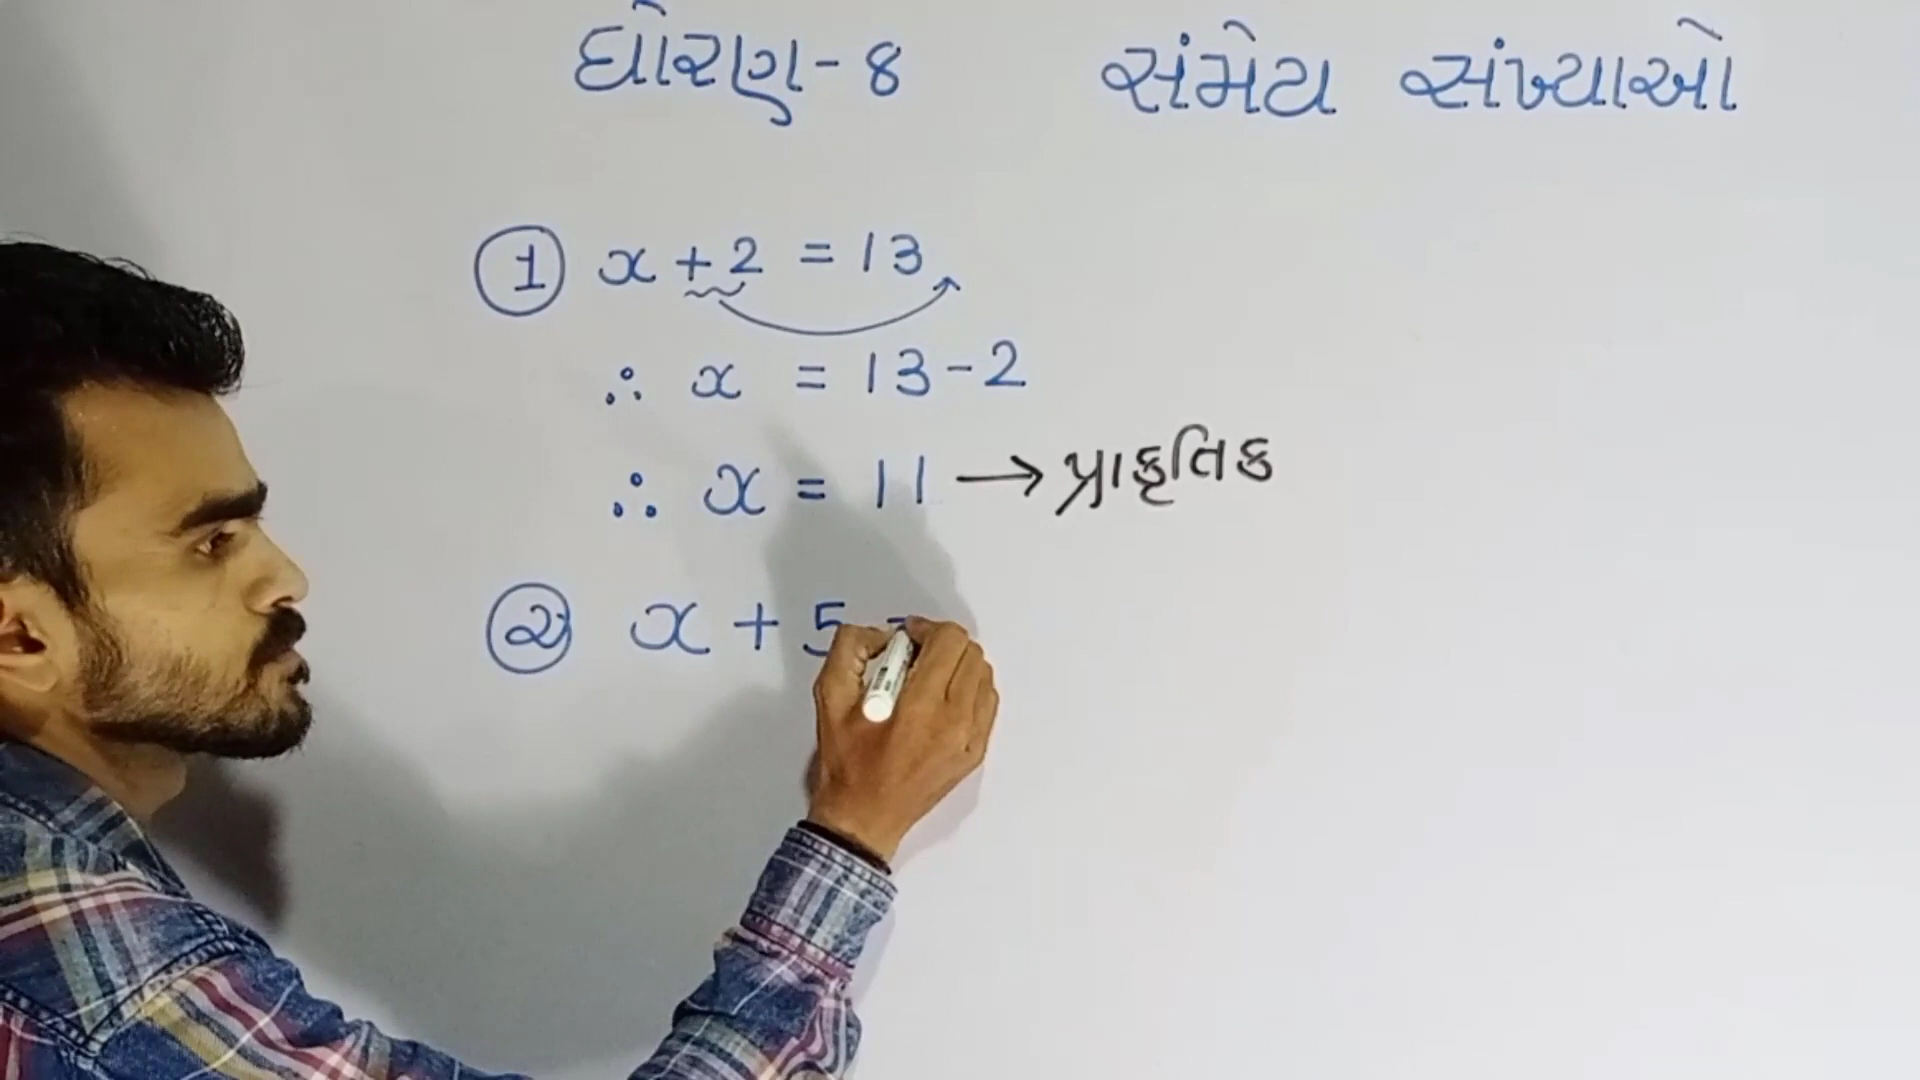 ધોરણ-8 સંમેય સંખ્યાઓ
① x + 2 = 13
∴ x = 13 - 2
∴ x = 11 → પ્રાકૃતિક
② x + 5 =